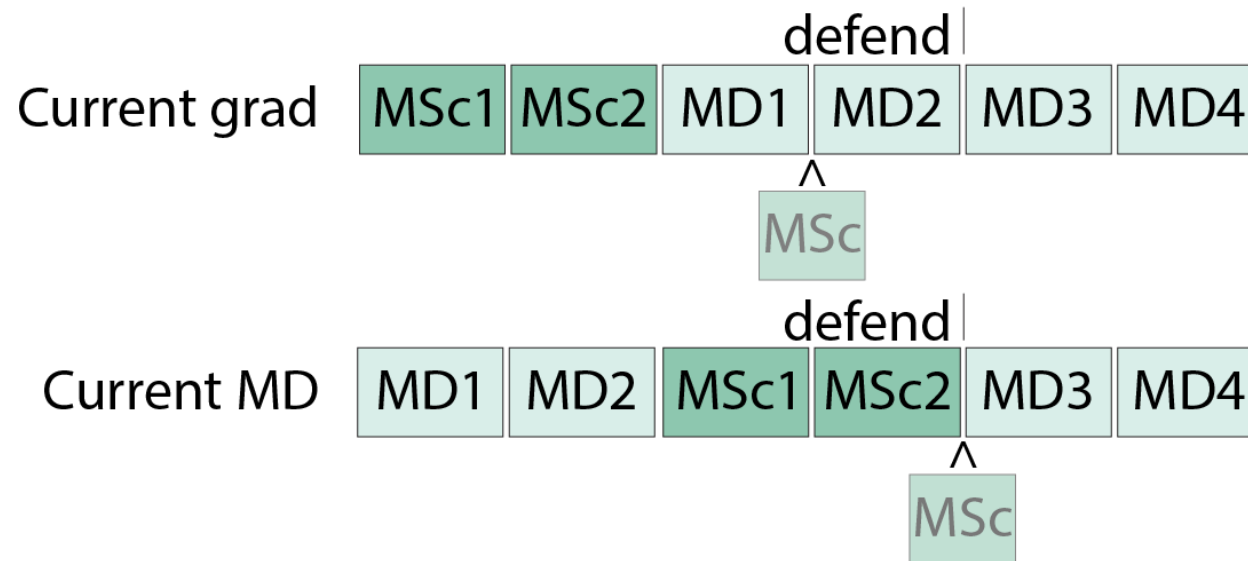 defend
Current grad MSc1 MSc2 MD1 MD2 MD3 MD4
^
MSc
defend
Current MD MD1 MD2 MSc1 MSc2 MD3 MD4
^
MSc